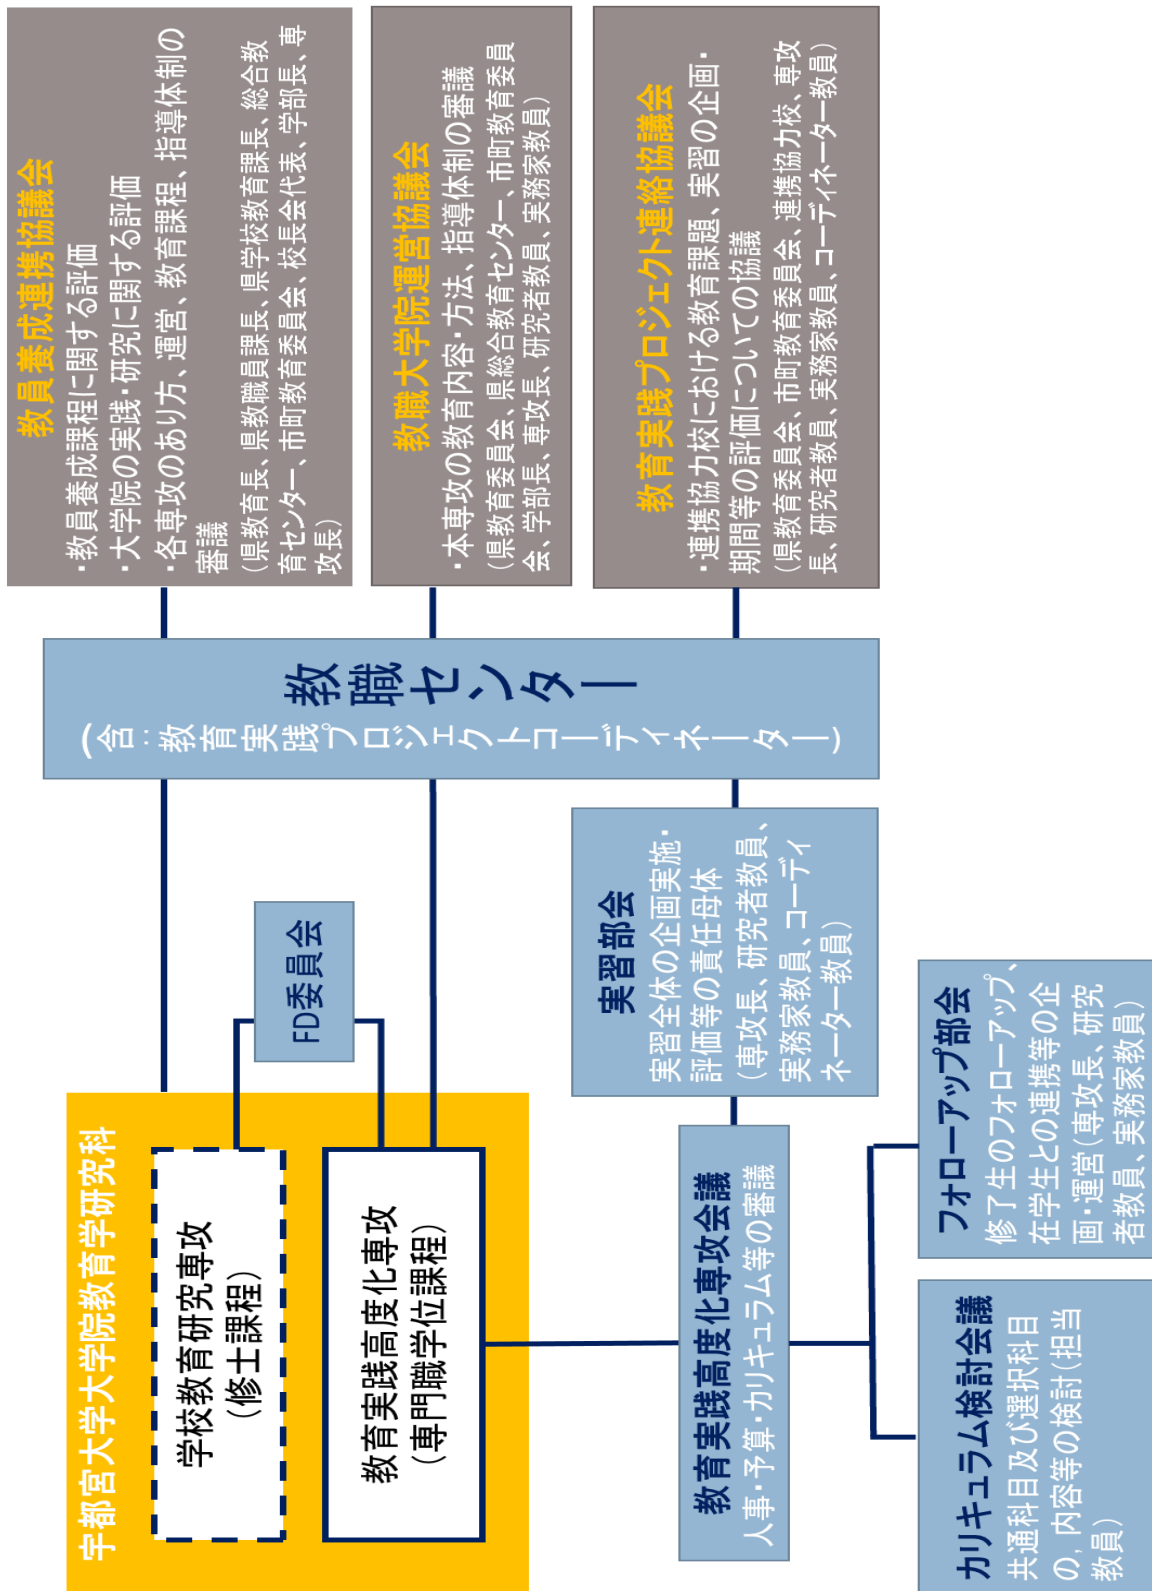 宇都宮大学大学院教育学研究科
学校教育研究専攻
（修士課程）
教育実践高度化専攻
（専門職学位課程）
FD委員会
教職センター
(含：教育実践プロジェクトコーディネーター)
教員養成連携協議会
・教員養成課程に関する評価
・大学院の実践・研究に関する評価
・各専攻のあり方、運営、教育課程、指導体制の
審議
（県教育長、県教職員課長、県学校教育課長、総合教
育センター、市町教育委員会、校長会代表、学部長、専
攻長）
教職大学院運営協議会
・本専攻の教育内容・方法、指導体制の審議
（県教育委員会、県総合教育センター、市町教育委員
会、学部長、専攻長、研究者教員、実務家教員）
教育実践プロジェクト連絡協議会
・連携協力校における教育課題、実習の企画・
期間等の評価についての協議
（県教育委員会、市町教育委員会、連携協力校、専攻
長、研究者教員、実務家教員、コーディネーター教員）
教育実践高度化専攻会議
人事・予算・カリキュラム等の審議
実習部会
実習全体の企画実施・
評価等の責任母体
（専攻長、研究者教員、
実務家教員、コーディ
ネーター教員）
カリキュラム検討会議
共通科目及び選択科目
の，内容等の検討（担当
教員）
フォローアップ部会
修了生のフォローアップ、
在学生との連携等の企
画・運営（専攻長、研究
者教員、実務家教員）